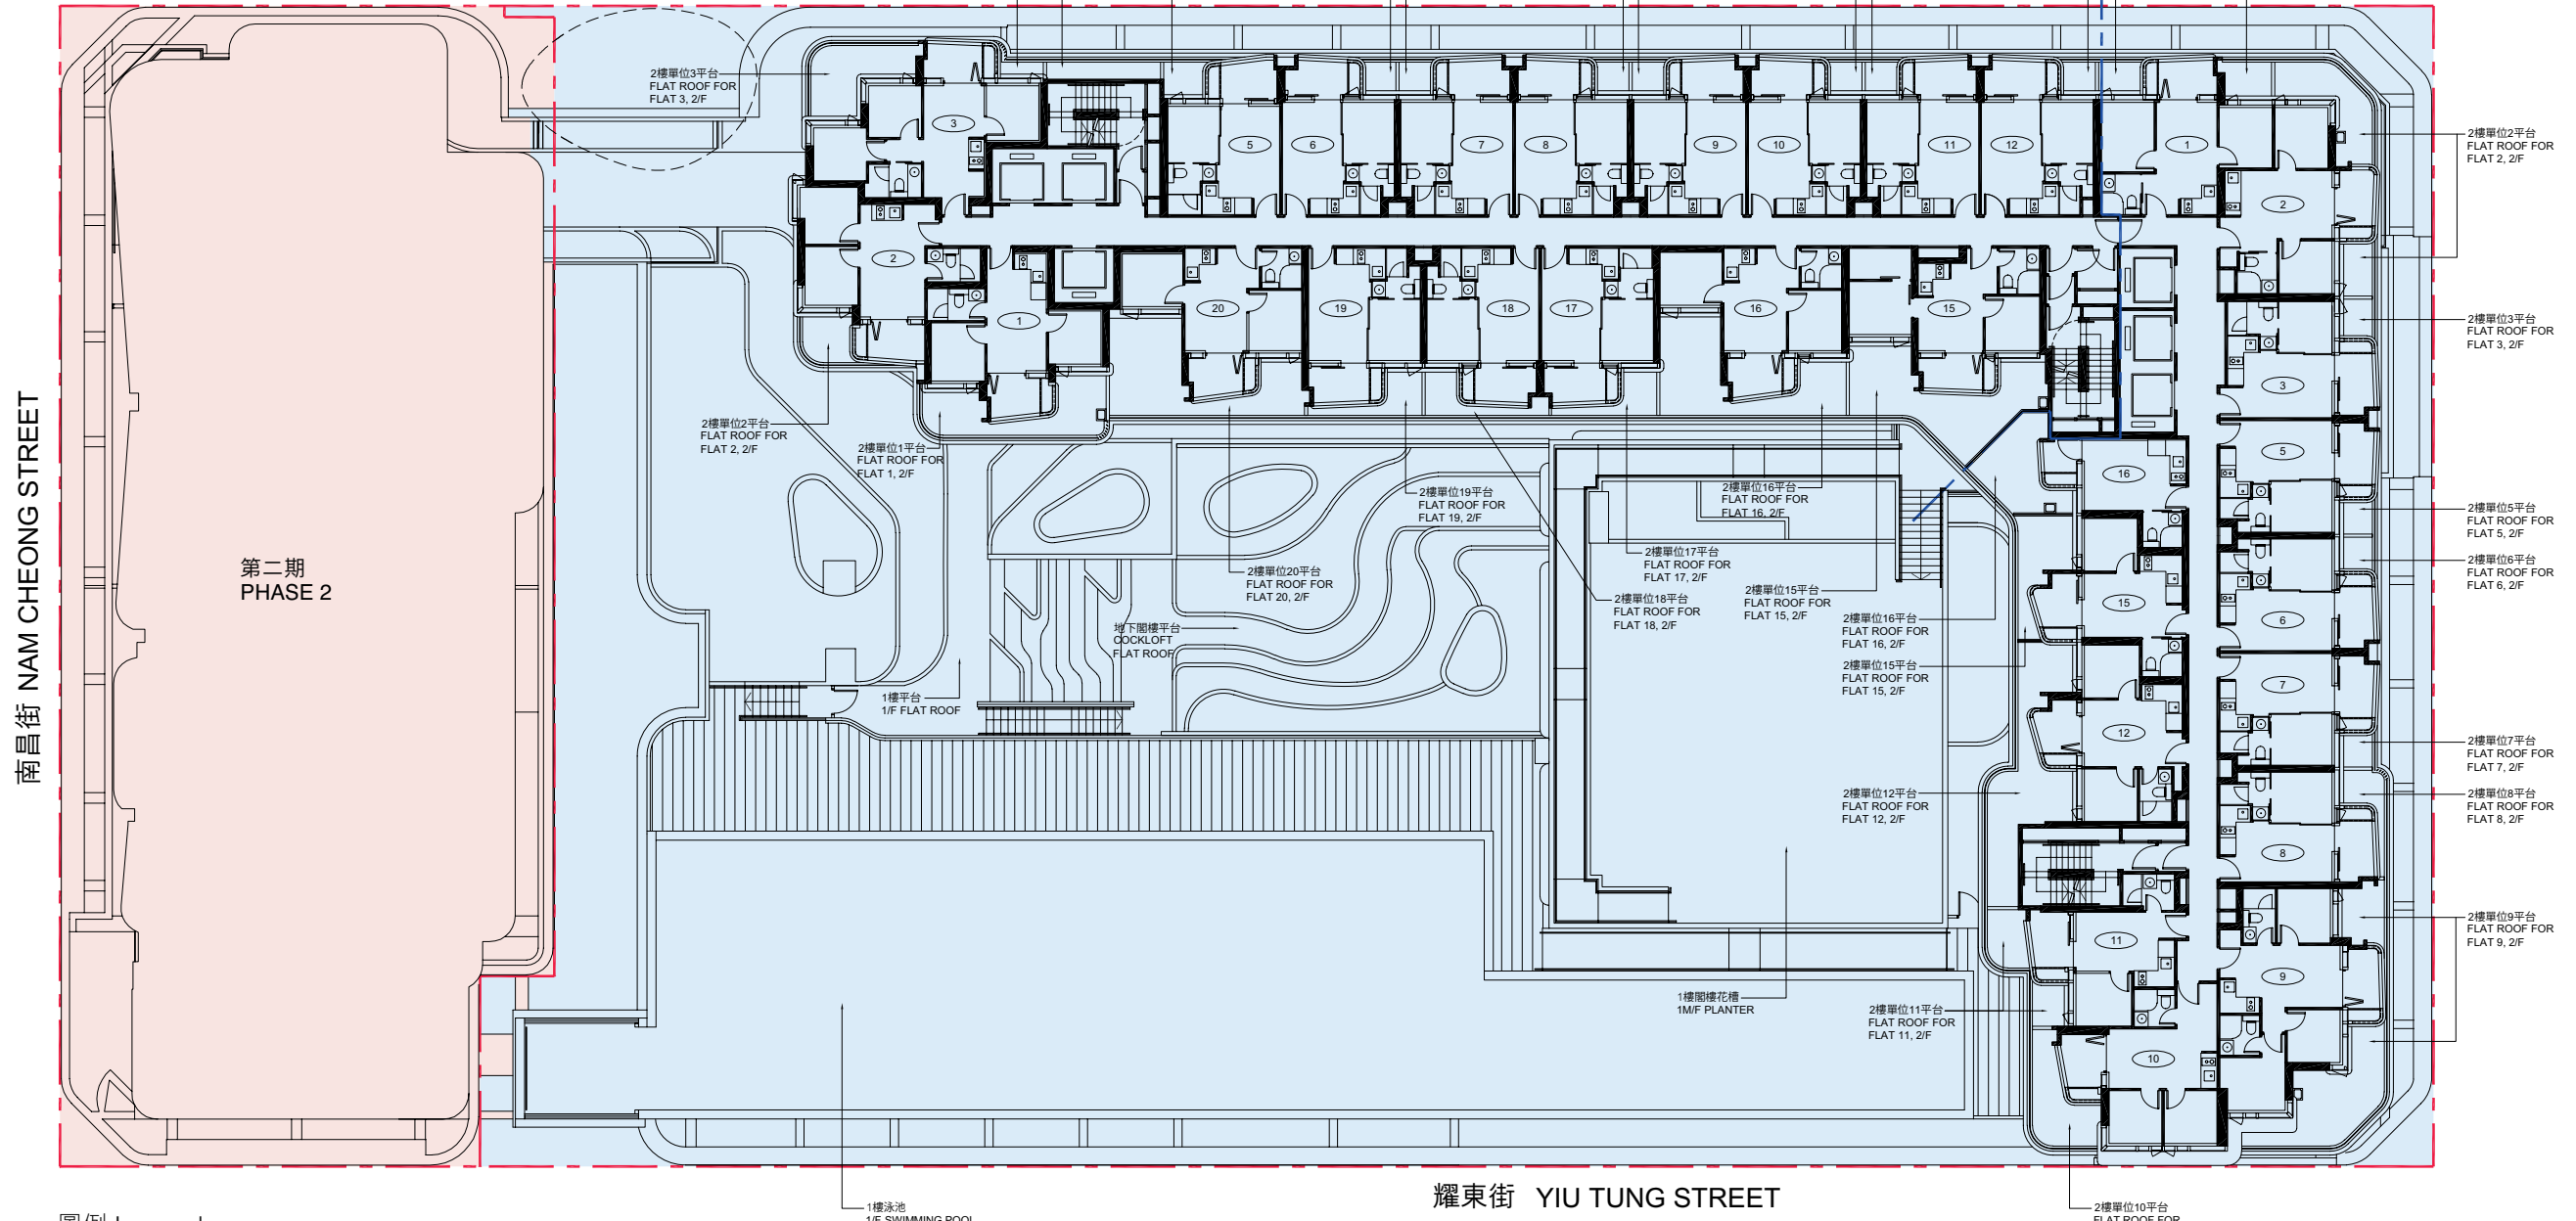 2樓單位3平台
FLAT ROOF FOR
FLAT 3, 2/F
3
5
6
7
8
9
10
11
12
1
2
2樓單位2平台
FLAT ROOF FOR
FLAT 2, 2/F
2
1
20
19
18
17
16
15
3
2樓單位3平台
FLAT ROOF FOR
FLAT 3, 2/F
2樓單位2平台
FLAT ROOF FOR
FLAT 2, 2/F
2樓單位1平台
FLAT ROOF FOR
FLAT 1, 2/F
16
5
2樓單位19平台
FLAT ROOF FOR
FLAT 19, 2/F
2樓單位16平台
FLAT ROOF FOR
FLAT 16, 2/F
2樓單位5平台
FLAT ROOF FOR
FLAT 5, 2/F
2樓單位17平台
FLAT ROOF FOR
FLAT 17, 2/F
2樓單位6平台
FLAT ROOF FOR
FLAT 6, 2/F
南昌街 NAM CHEONG STREET
第二期
PHASE 2
2樓單位20平台
FLAT ROOF FOR
FLAT 20, 2/F
2樓單位18平台
FLAT ROOF FOR
FLAT 18, 2/F
2樓單位15平台
FLAT ROOF FOR
FLAT 15, 2/F
15
6
2樓單位16平台
FLAT ROOF FOR
FLAT 16, 2/F
地下閣樓平台
COCKLOFT
FLAT ROOF
2樓單位15平台
FLAT ROOF FOR
FLAT 15, 2/F
7
1樓平台
1/F FLAT ROOF
12
2樓單位7平台
FLAT ROOF FOR
FLAT 7, 2/F
2樓單位12平台
FLAT ROOF FOR
FLAT 12, 2/F
2樓單位8平台
FLAT ROOF FOR
FLAT 8, 2/F
8
11
2樓單位9平台
FLAT ROOF FOR
FLAT 9, 2/F
9
1樓閣樓花槽
1M/F PLANTER
2樓單位11平台
FLAT ROOF FOR
FLAT 11, 2/F
10
耀東街 YIU TUNG STREET
1樓泳池
1/F SWIMMING POOL
2樓單位10平台
FLAT ROOF FOR